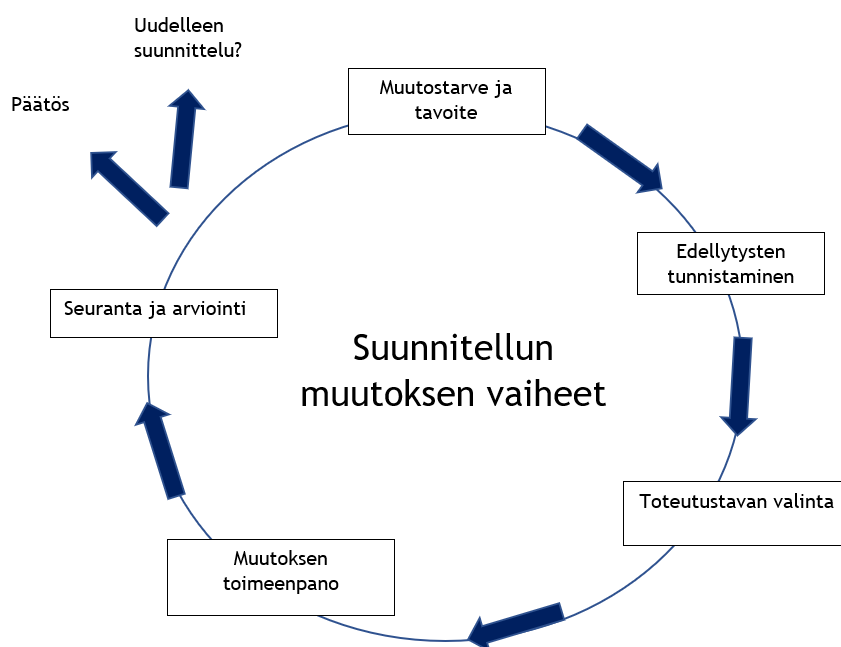 Uudelleen
suunnittelu?
Päätös
Muutostarve ja
tavoite
Edellytysten
tunnistaminen
Seuranta ja arviointi
Suunnitellun
muutoksen vaiheet
Toteutustavan valinta
Muutoksen
toimeenpano